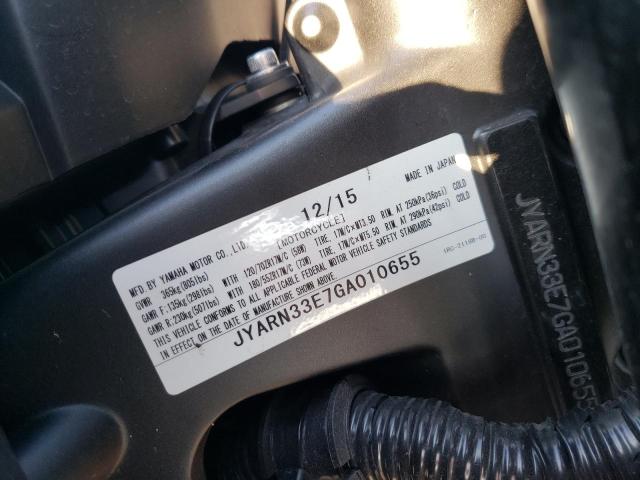 MFD BY YAMAHA MOTOR CO.,LTD. 12/15 MADE IN JAPAN
[MOTORCYCLE]
GVWR 365kg(805lbs)
GAWR F:135kg(298lbs) WITH 120/70ZR17M/C (58W) TIRE, 17M/C×MT3.50 RIM, AT 250kPa(36psi) COLD
GAWR R:230kg(507lbs) WITH 180/55ZR17M/C (73W) TIRE, 17M/C×MT5.50 RIM, AT 290kPa(42psi) COLD
THIS VEHICLE CONFORMS TO ALL APPLICABLE FEDERAL MOTOR VEHICLE SAFETY STANDARDS
IN EFFECT ON THE DATE OF MANUFACTURE SHOWN ABOVE.
JYARN33E7GA010655
JYARN33E7GA010655